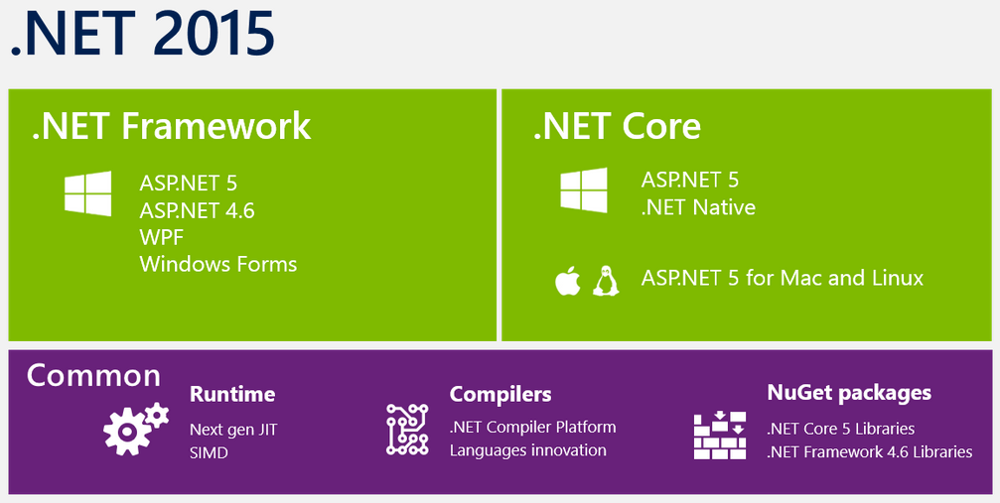 .NET 2015
.NET Framework
ASP.NET 5
ASP.NET 4.6
WPF
Windows Forms
.NET Core
ASP.NET 5
.NET Native
ASP.NET 5 for Mac and Linux
Common
Runtime
Next gen JIT
SIMD
Compilers
.NET Compiler Platform
Languages innovation
NuGet packages
.NET Core 5 Libraries
.NET Framework 4.6 Libraries